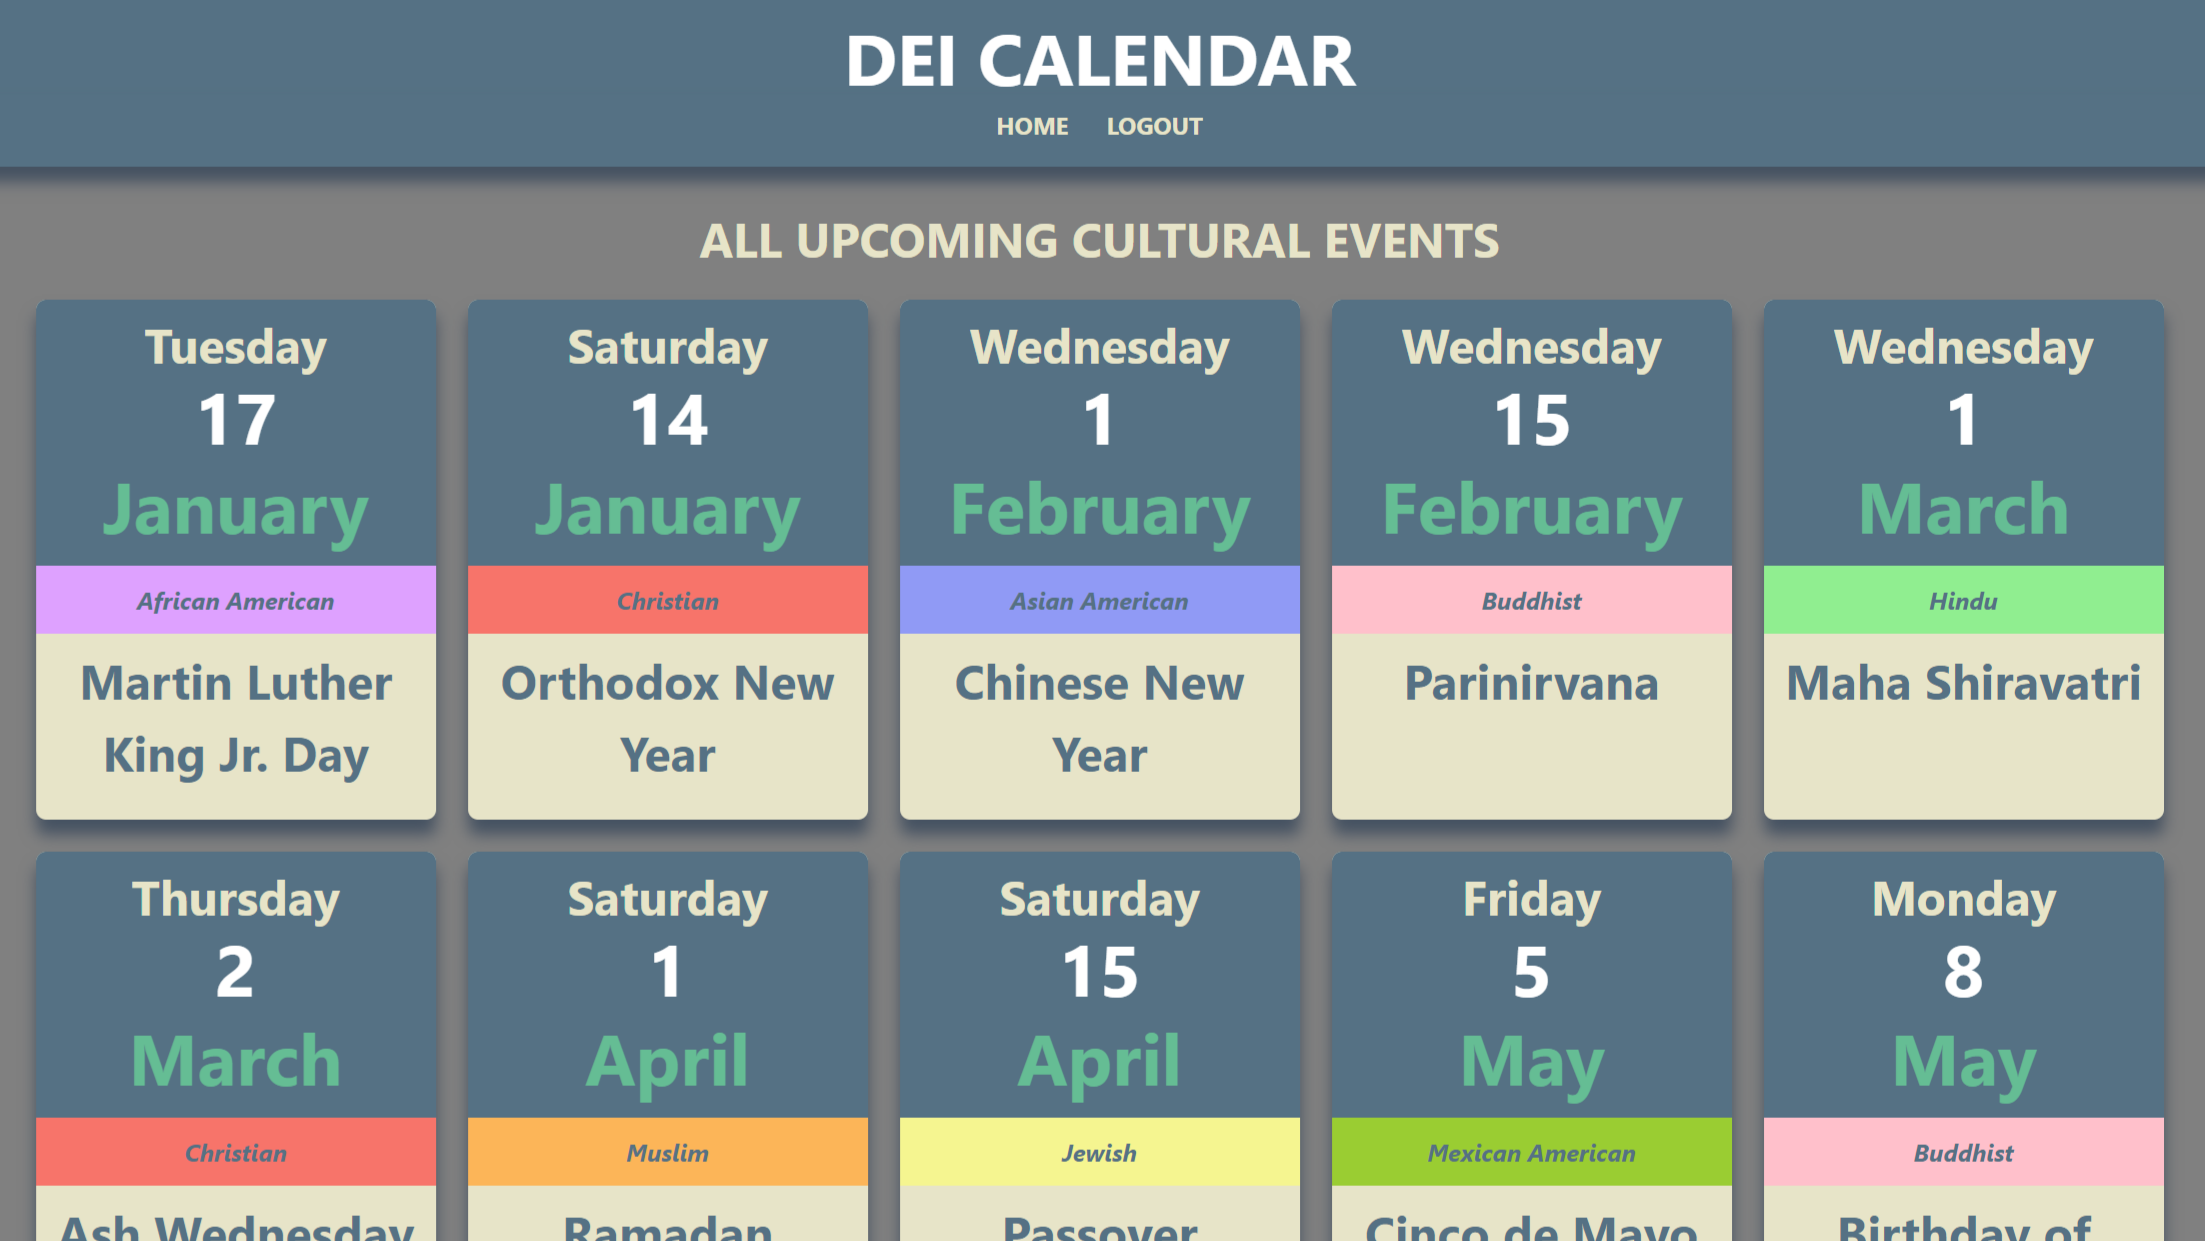 DEI CALENDAR
HOME LOGOUT
ALL UPCOMING CULTURAL EVENTS
Tuesday
17
January
African American
Martin Luther
King Jr. Day
Saturday
14
January
Christian
Orthodox New
Year
Wednesday
1
February
Asian American
Chinese New
Year
Wednesday
15
February
Buddhist
Parinirvana
Wednesday
1
March
Hindu
Maha Shiravatri
Thursday
2
March
Christian
Ash Wednesday
Saturday
1
April
Muslim
Ramadan
Saturday
15
April
Jewish
Passover
Friday
5
May
Mexican American
Cinco de Mayo
Monday
8
May
Buddhist
Birthday of